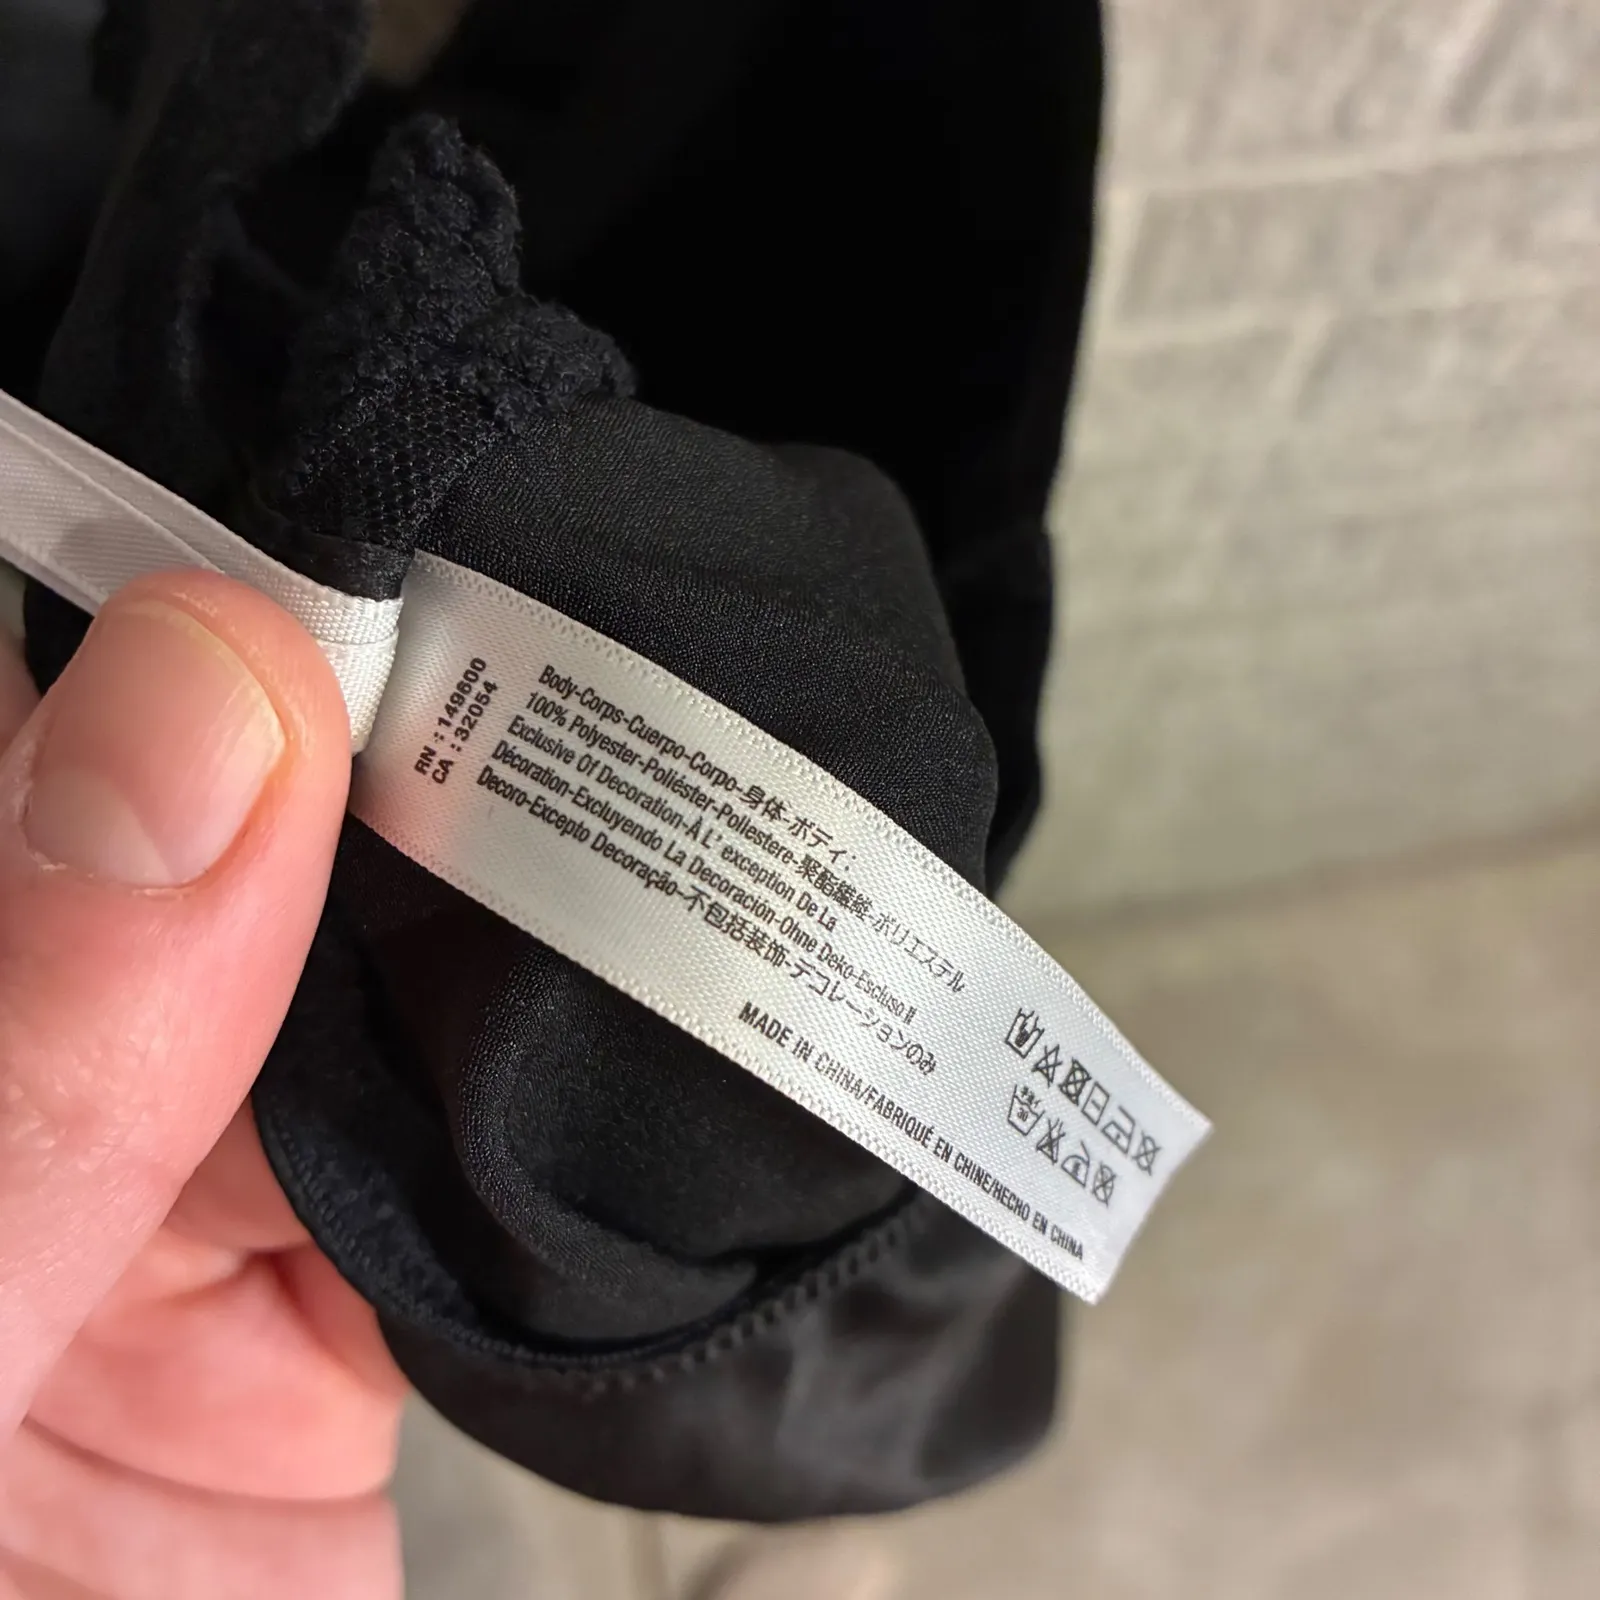 RN : 149600
CA : 32054
Body-Corps-Cuerpo-Corpo-身体-ボディ:
100% Polyester-Poliéster-Poliestere-聚酯纖維-ポリエステル
Exclusive Of Decoration-À L' exception De La
Décoration-Excluyendo La Decoración-Ohne Deko-Escluso Il
Decoro-Excepto Decoração-不包括装饰-デコレーションのみ
MADE IN CHINA/FABRIQUÉ EN CHINE/HECHO EN CHINA